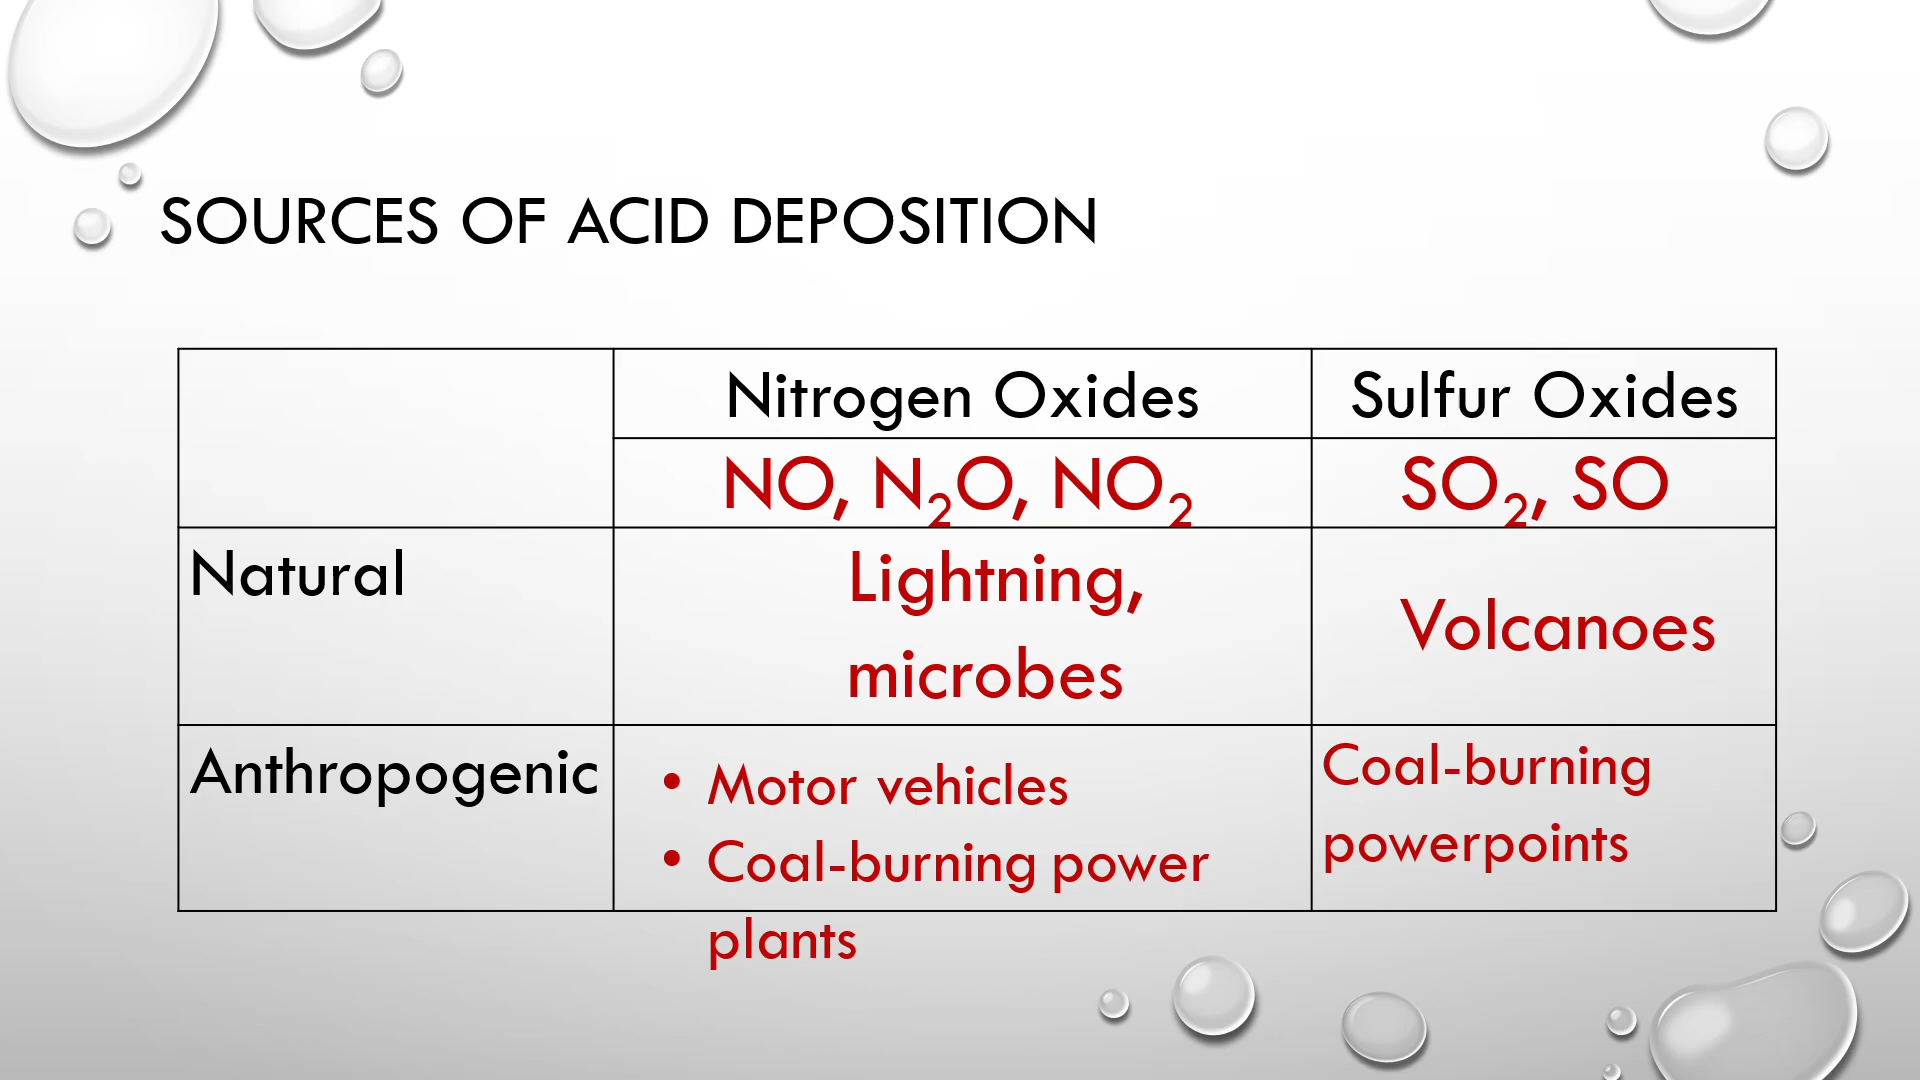 SOURCES OF ACID DEPOSITION
Nitrogen Oxides
Sulfur Oxides
NO, N₂O, NO₂
SO₂, SO
Natural
Lightning,
microbes
Volcanoes
Anthropogenic
• Motor vehicles
• Coal-burning power
plants
Coal-burning
powerpoints